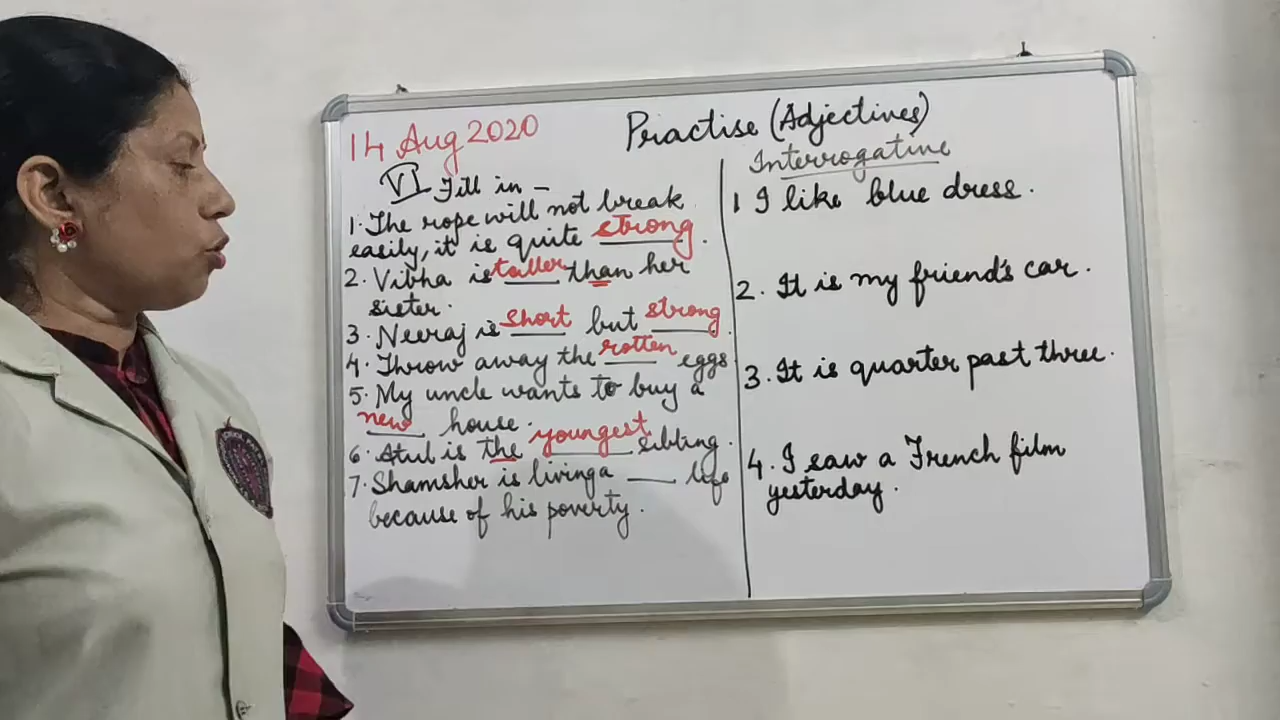 14 Aug 2020
Practise (Adjectives)
VI Fill in -
1. The rope will not break
easily, it is quite strong.
2. Vibha is taller than her
sister.
3. Neeraj is short but strong.
4. Throw away the rotten eggs
5. My uncle wants to buy a
new house.
6. Atul is the youngest sibling.
7. Shamsher is living a ___ life
because of his poverty.
Interrogative
1 I like blue dress.
2. It is my friend's car.
3. It is quarter past three.
4. I saw a French film
yesterday.